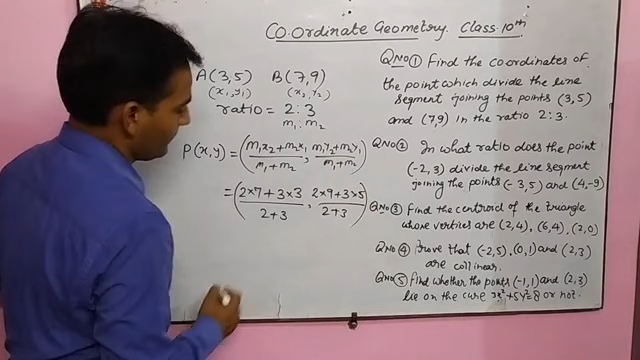 CO.Ordinate Geometry. Class 10th
A(3,5) B(7,9)
(x₁,y₁) (x₂,y₂)
ratio = 2:3
m₁:m₂
P(x,y) = (m₁x₂+m₂x₁/m₁+m₂, m₁y₂+m₂y₁/m₁+m₂)
= (2×7+3×3/2+3, 2×9+3×5/2+3)
QNO① Find the coordinates of
the point which divide the line
segment joining the points (3,5)
and (7,9) in the ratio 2:3.
QNO② In what ratio does the point
(-2,3) divide the line segment
joining the points (-3,5) and (4,-9)
QNO③ Find the centroid of the triangle
whose verties are (2,4), (6,4), (2,0)
QNO④ Prove that (-2,5), (0,1) and (2,3)
are collinear.
QNO⑤ Find whether the points (-1,1) and (2,3)
lie on the cure 3x²+5y²=8 or not.